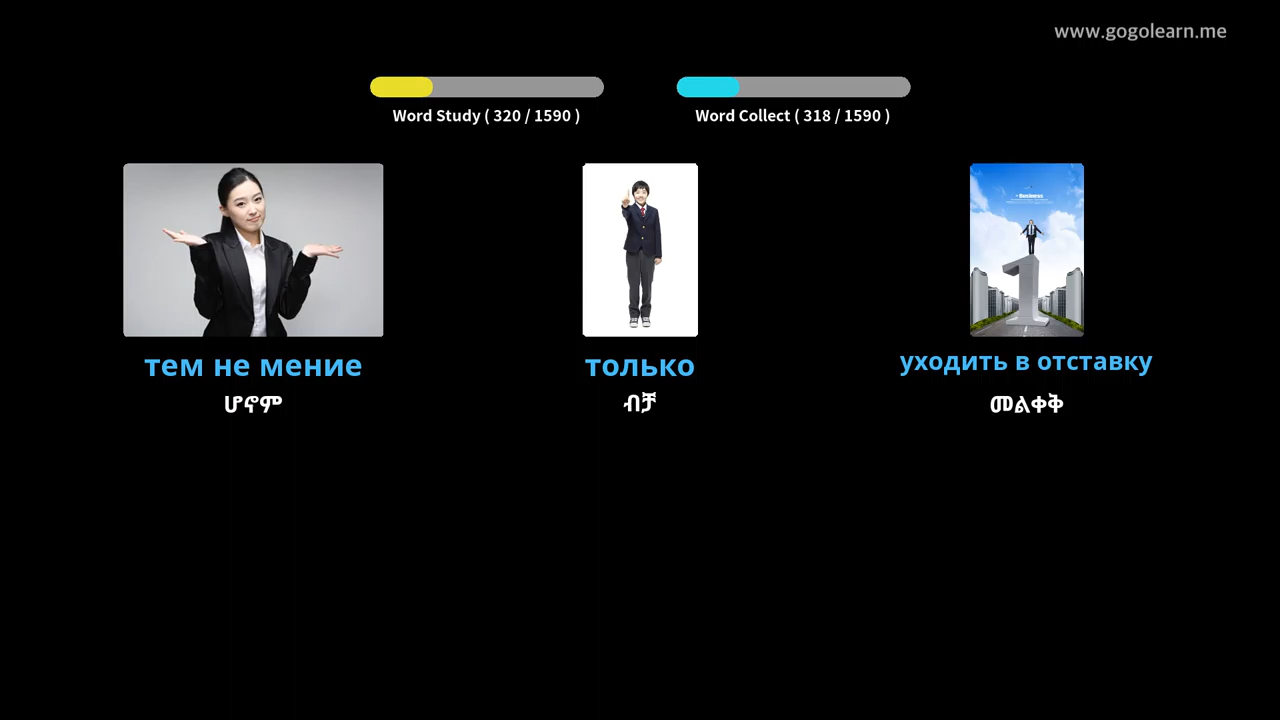 www.gogolearn.me
Word Study ( 320 / 1590 )
Word Collect ( 318 / 1590 )
тем не мение
только
уходить в отставку
ሆኖም
ብቻ
መልቀቅ